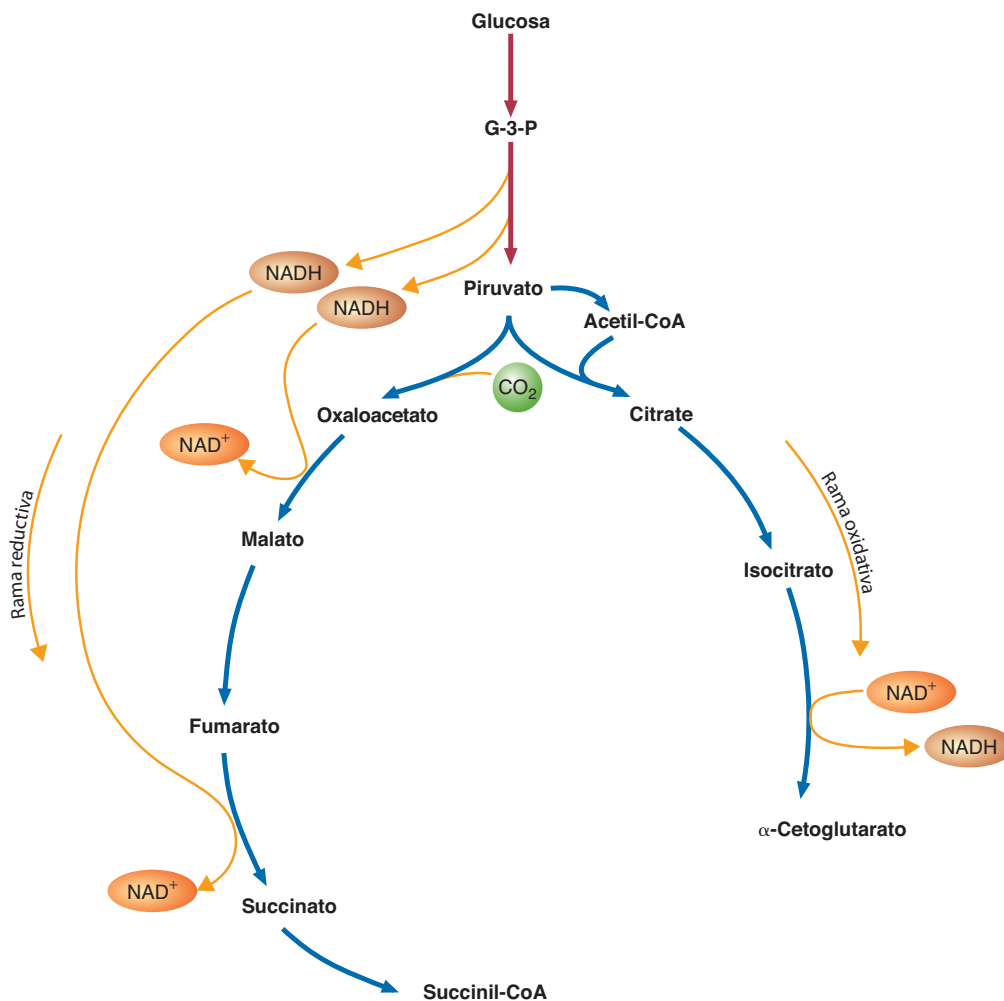 Glucosa
G-3-P
NADH
NADH
Piruvato
Acetil-CoA
CO₂
Oxaloacetato
Citrate
NAD⁺
Rama reductiva
Rama oxidativa
Malato
Isocitrato
NAD⁺
Fumarato
NADH
α-Cetoglutarato
NAD⁺
Succinato
Succinil-CoA